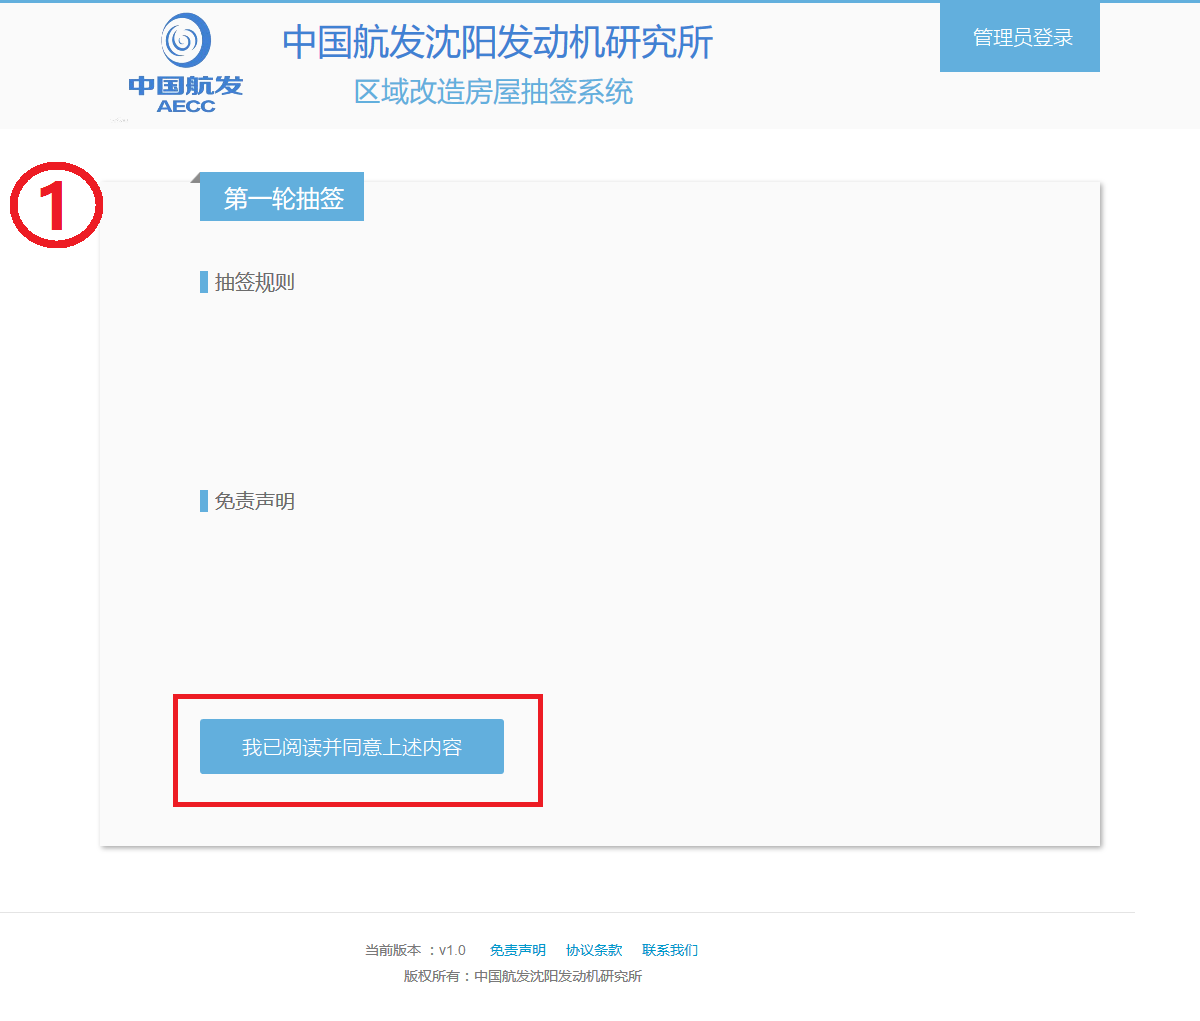 中国航发
AECC
中国航发沈阳发动机研究所
区域改造房屋抽签系统
管理员登录
1
第一轮抽签
抽签规则
免责声明
我已阅读并同意上述内容
当前版本 ：v1.0 免责声明 协议条款 联系我们
版权所有：中国航发沈阳发动机研究所